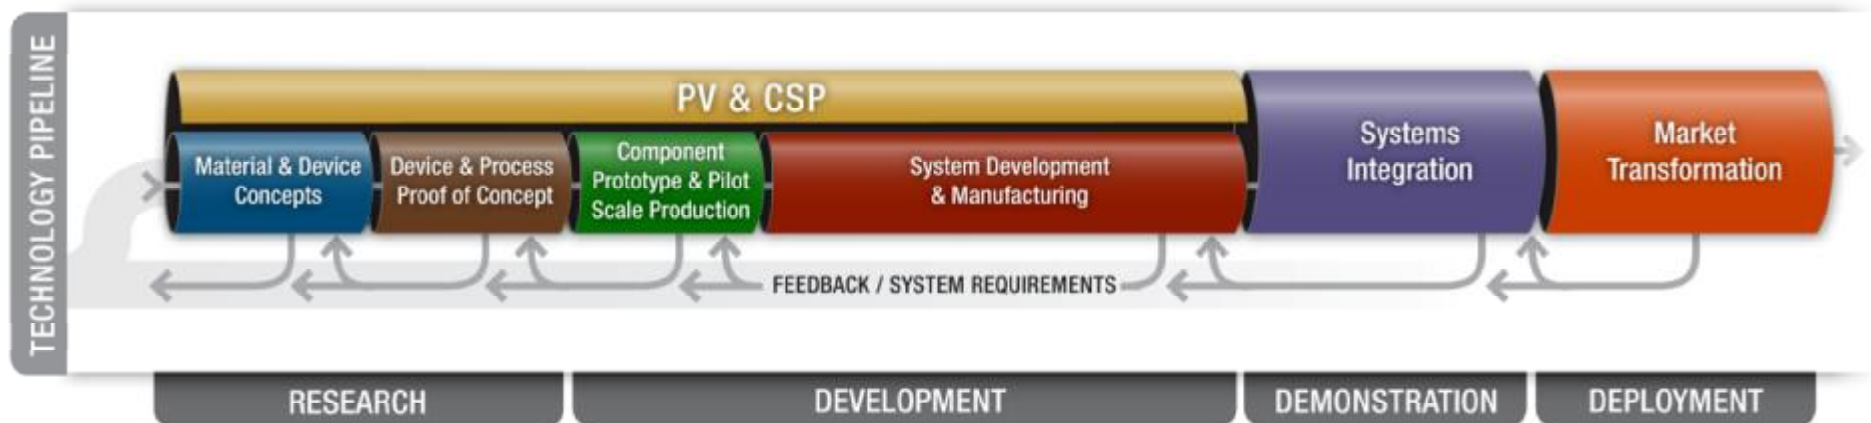 TECHNOLOGY PIPELINE
PV & CSP
Material & Device
Concepts
Device & Process
Proof of Concept
Component
Prototype & Pilot
Scale Production
System Development
& Manufacturing
Systems
Integration
Market
Transformation
FEEDBACK / SYSTEM REQUIREMENTS
RESEARCH
DEVELOPMENT
DEMONSTRATION
DEPLOYMENT